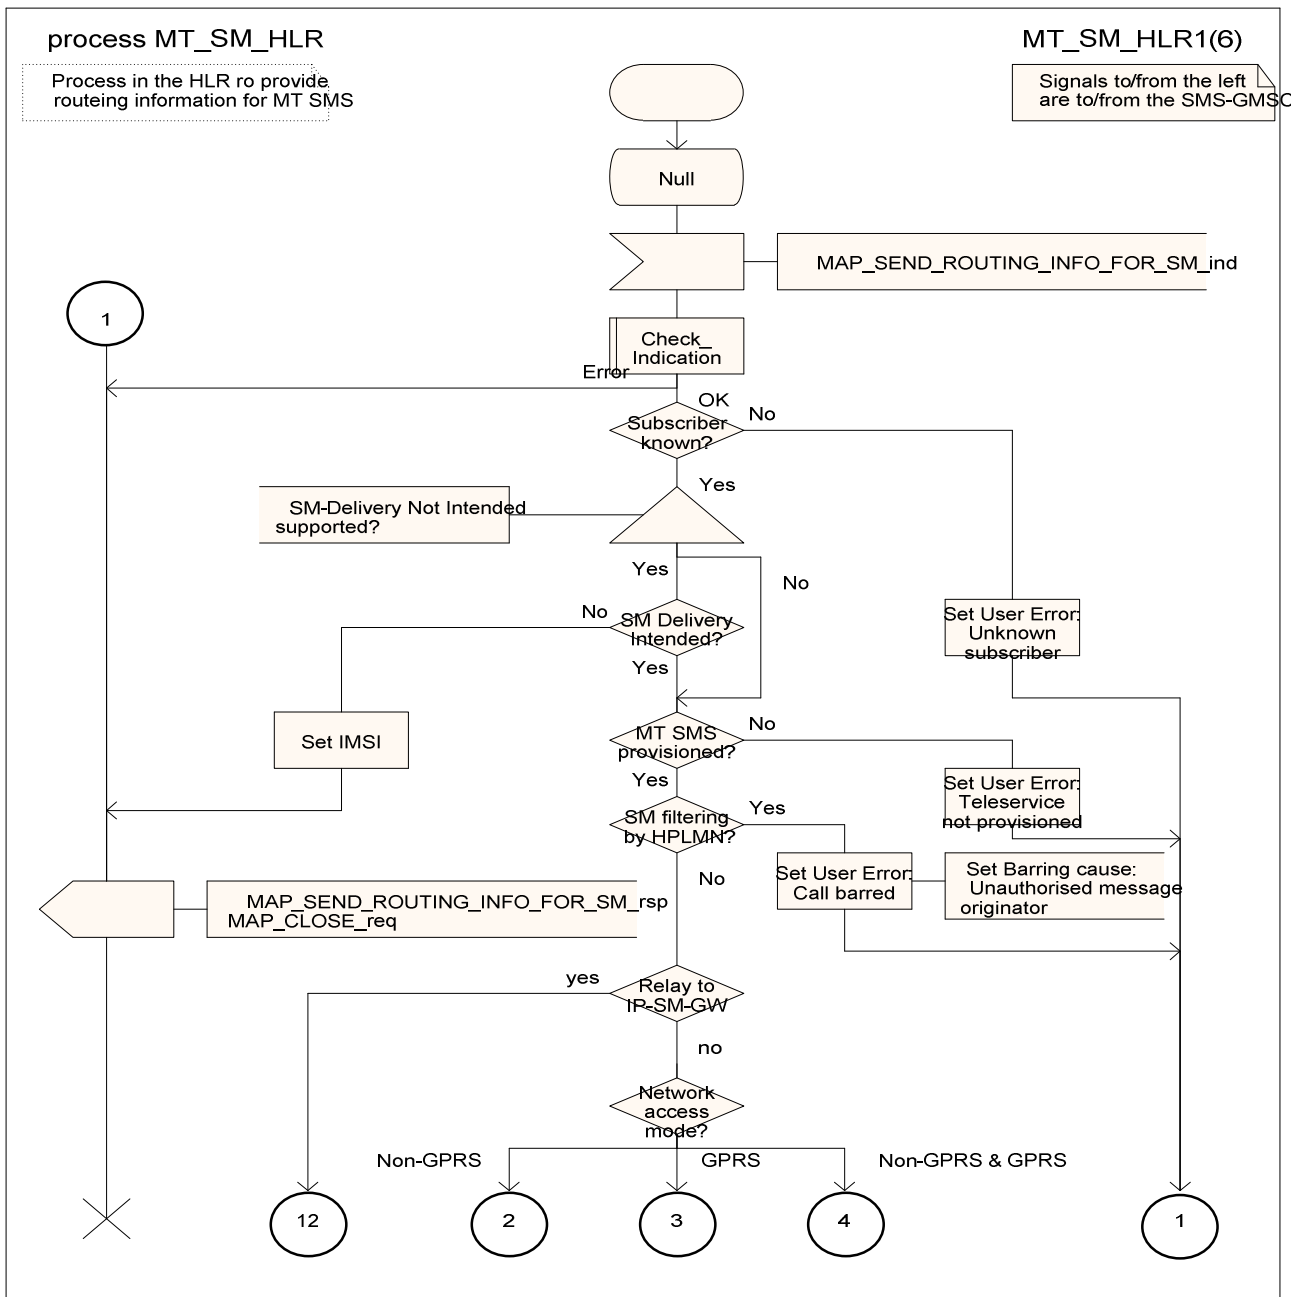 process MT_SM_HLR
MT_SM_HLR1(6)
Process in the HLR ro provide
routeing information for MT SMS
Signals to/from the left
are to/from the SMS-GMSC
Null
MAP_SEND_ROUTING_INFO_FOR_SM_ind
1
Check_
Indication
Error
OK
Subscriber
known?
No
Yes
SM-Delivery Not Intended
supported?
Yes
No
No
SM Delivery
Intended?
Set User Error:
Unknown
subscriber
Yes
Set IMSI
MT SMS
provisioned?
No
Yes
Set User Error:
Teleservice
not provisioned
SM filtering
by HPLMN?
Yes
No
Set User Error:
Call barred
Set Barring cause:
Unauthorised message
originator
MAP_SEND_ROUTING_INFO_FOR_SM_rsp
MAP_CLOSE_req
yes
Relay to
IP-SM-GW
no
Network
access
mode?
Non-GPRS
GPRS
Non-GPRS & GPRS
12
2
3
4
1